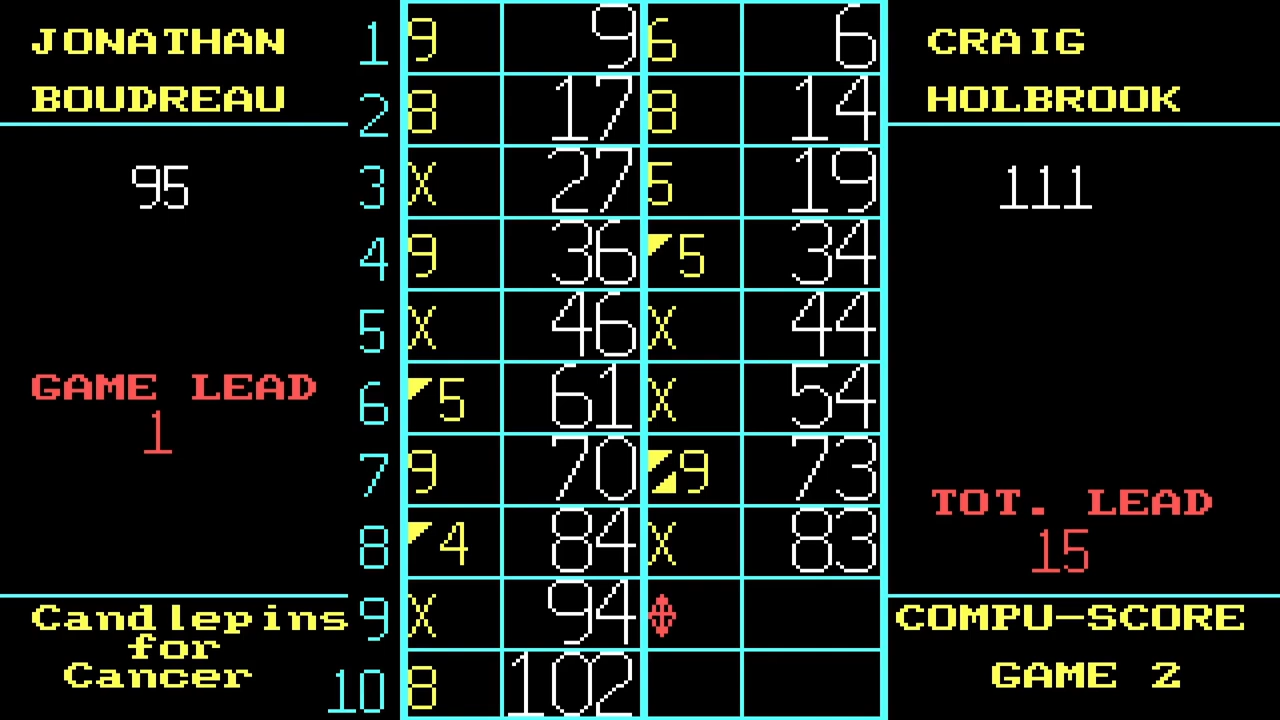 JONATHAN
BOUDREAU
95
GAME LEAD
1
Candlepins
for
Cancer
1 9 9 6 6
2 8 17 8 14
3 X 27 5 19
4 9 36 5 34
5 X 46 X 44
6 5 61 X 54
7 9 70 9 73
8 4 84 X 83
9 X 94
10 8 102
CRAIG
HOLBROOK
111
TOT. LEAD
15
COMPU-SCORE
GAME 2